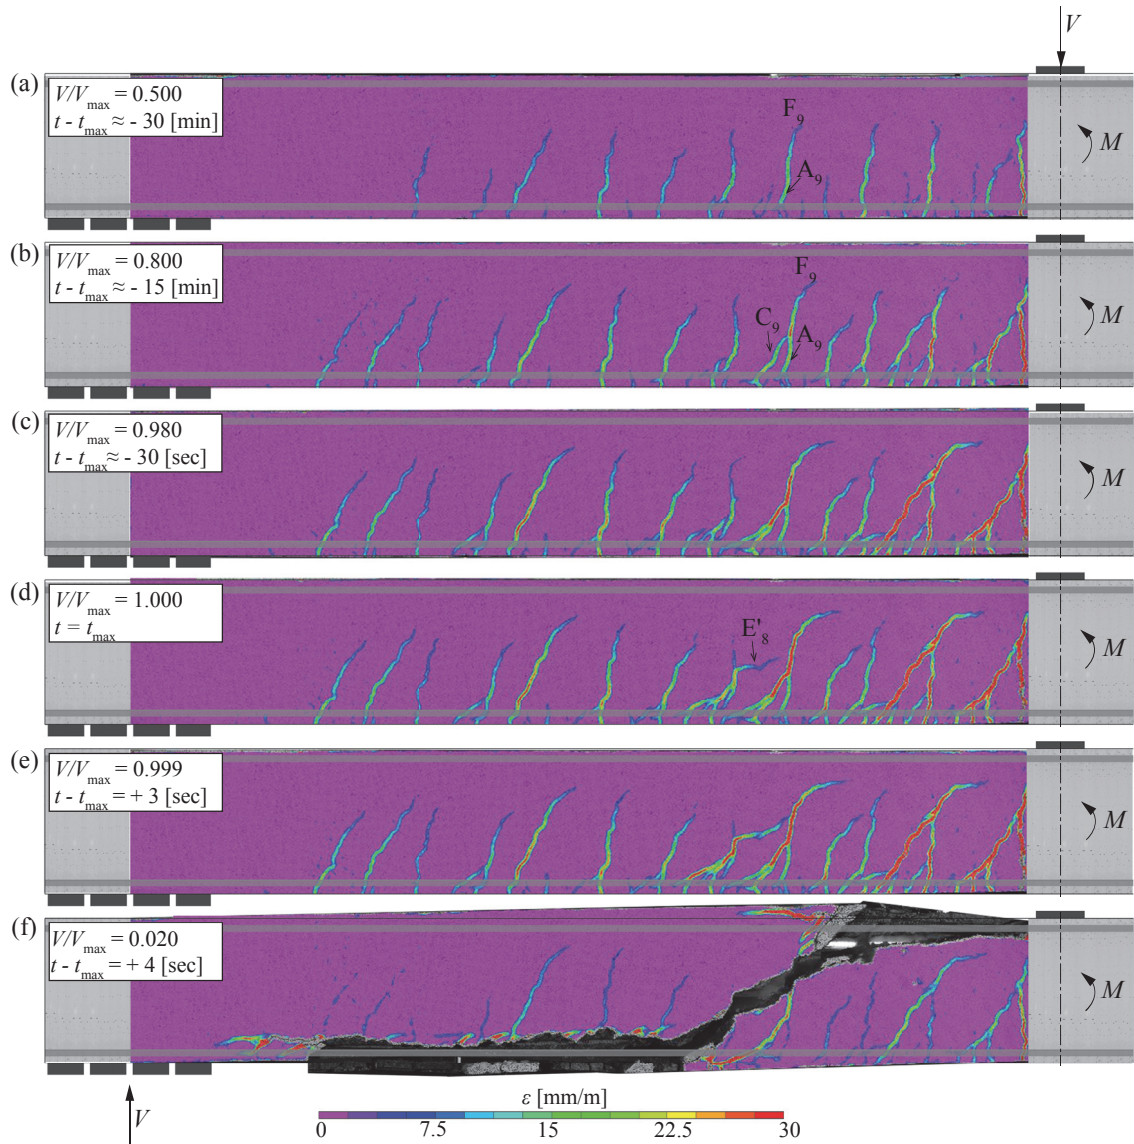 V
(a)
V/Vmax = 0.500
t - tmax ≈ - 30 [min]
F9
A9
M
(b)
V/Vmax = 0.800
t - tmax ≈ - 15 [min]
F9
C9
A9
M
(c)
V/Vmax = 0.980
t - tmax ≈ - 30 [sec]
M
(d)
V/Vmax = 1.000
t = tmax
E'8
M
(e)
V/Vmax = 0.999
t - tmax = + 3 [sec]
M
(f)
V/Vmax = 0.020
t - tmax = + 4 [sec]
M
V
ε [mm/m]
0 7.5 15 22.5 30